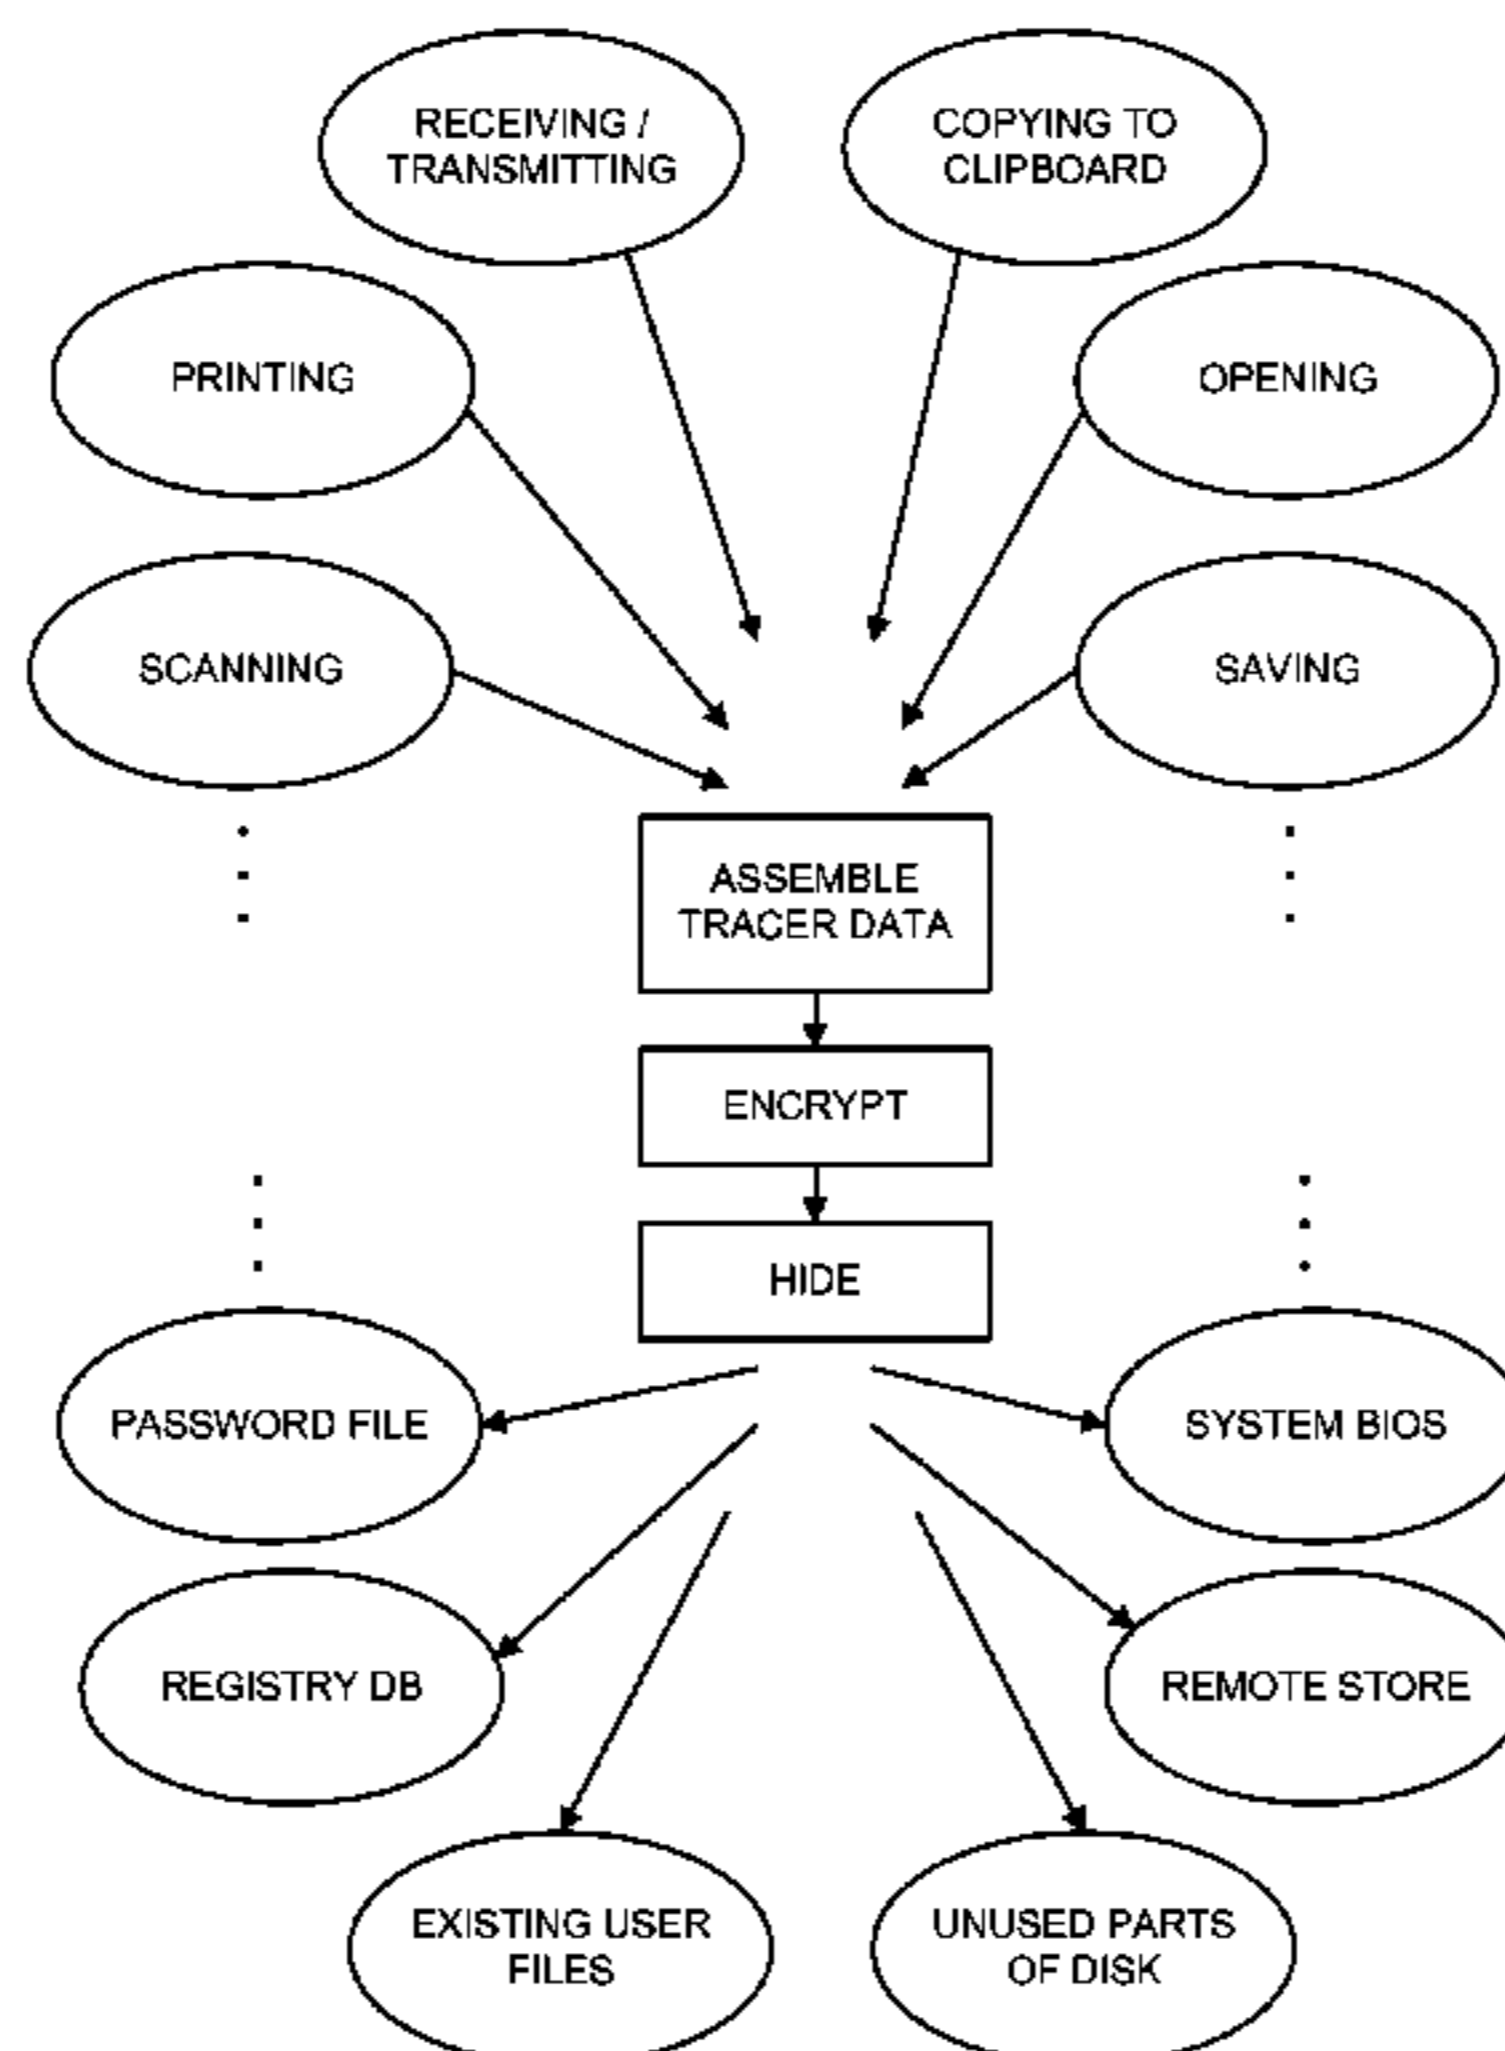 RECEIVING /
TRANSMITTING
COPYING TO
CLIPBOARD
PRINTING
OPENING
SCANNING
SAVING
ASSEMBLE
TRACER DATA
ENCRYPT
HIDE
PASSWORD FILE
SYSTEM BIOS
REGISTRY DB
REMOTE STORE
EXISTING USER
FILES
UNUSED PARTS
OF DISK